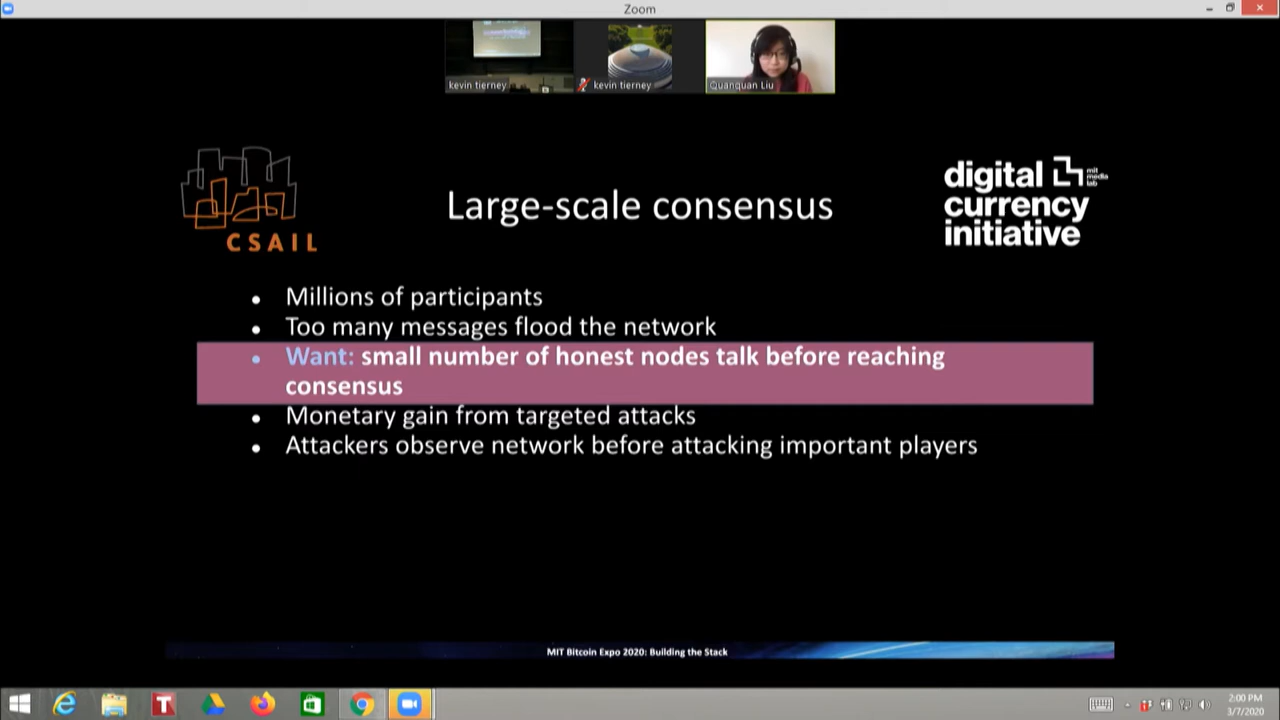 Zoom
kevin tierney
kevin tierney
Quanquan Liu
CSAIL
Large-scale consensus
digital
mit
media
lab
currency
initiative
Millions of participants
Too many messages flood the network
Want: small number of honest nodes talk before reaching
consensus
Monetary gain from targeted attacks
Attackers observe network before attacking important players
MIT Bitcoin Expo 2020: Building the Stack
2:00 PM
3/7/2020